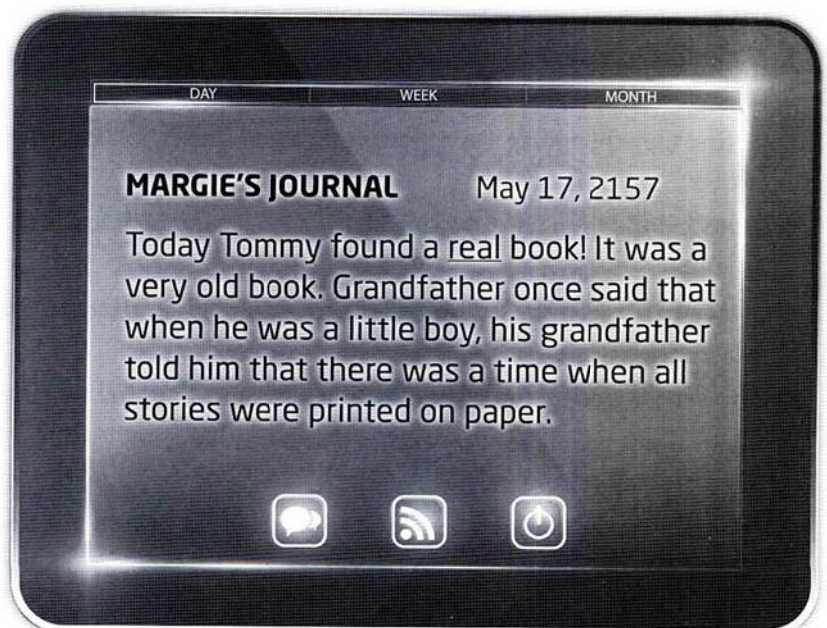 DAY WEEK MONTH
MARGIE'S JOURNAL May 17, 2157
Today Tommy found a real book! It was a
very old book. Grandfather once said that
when he was a little boy, his grandfather
told him that there was a time when all
stories were printed on paper.